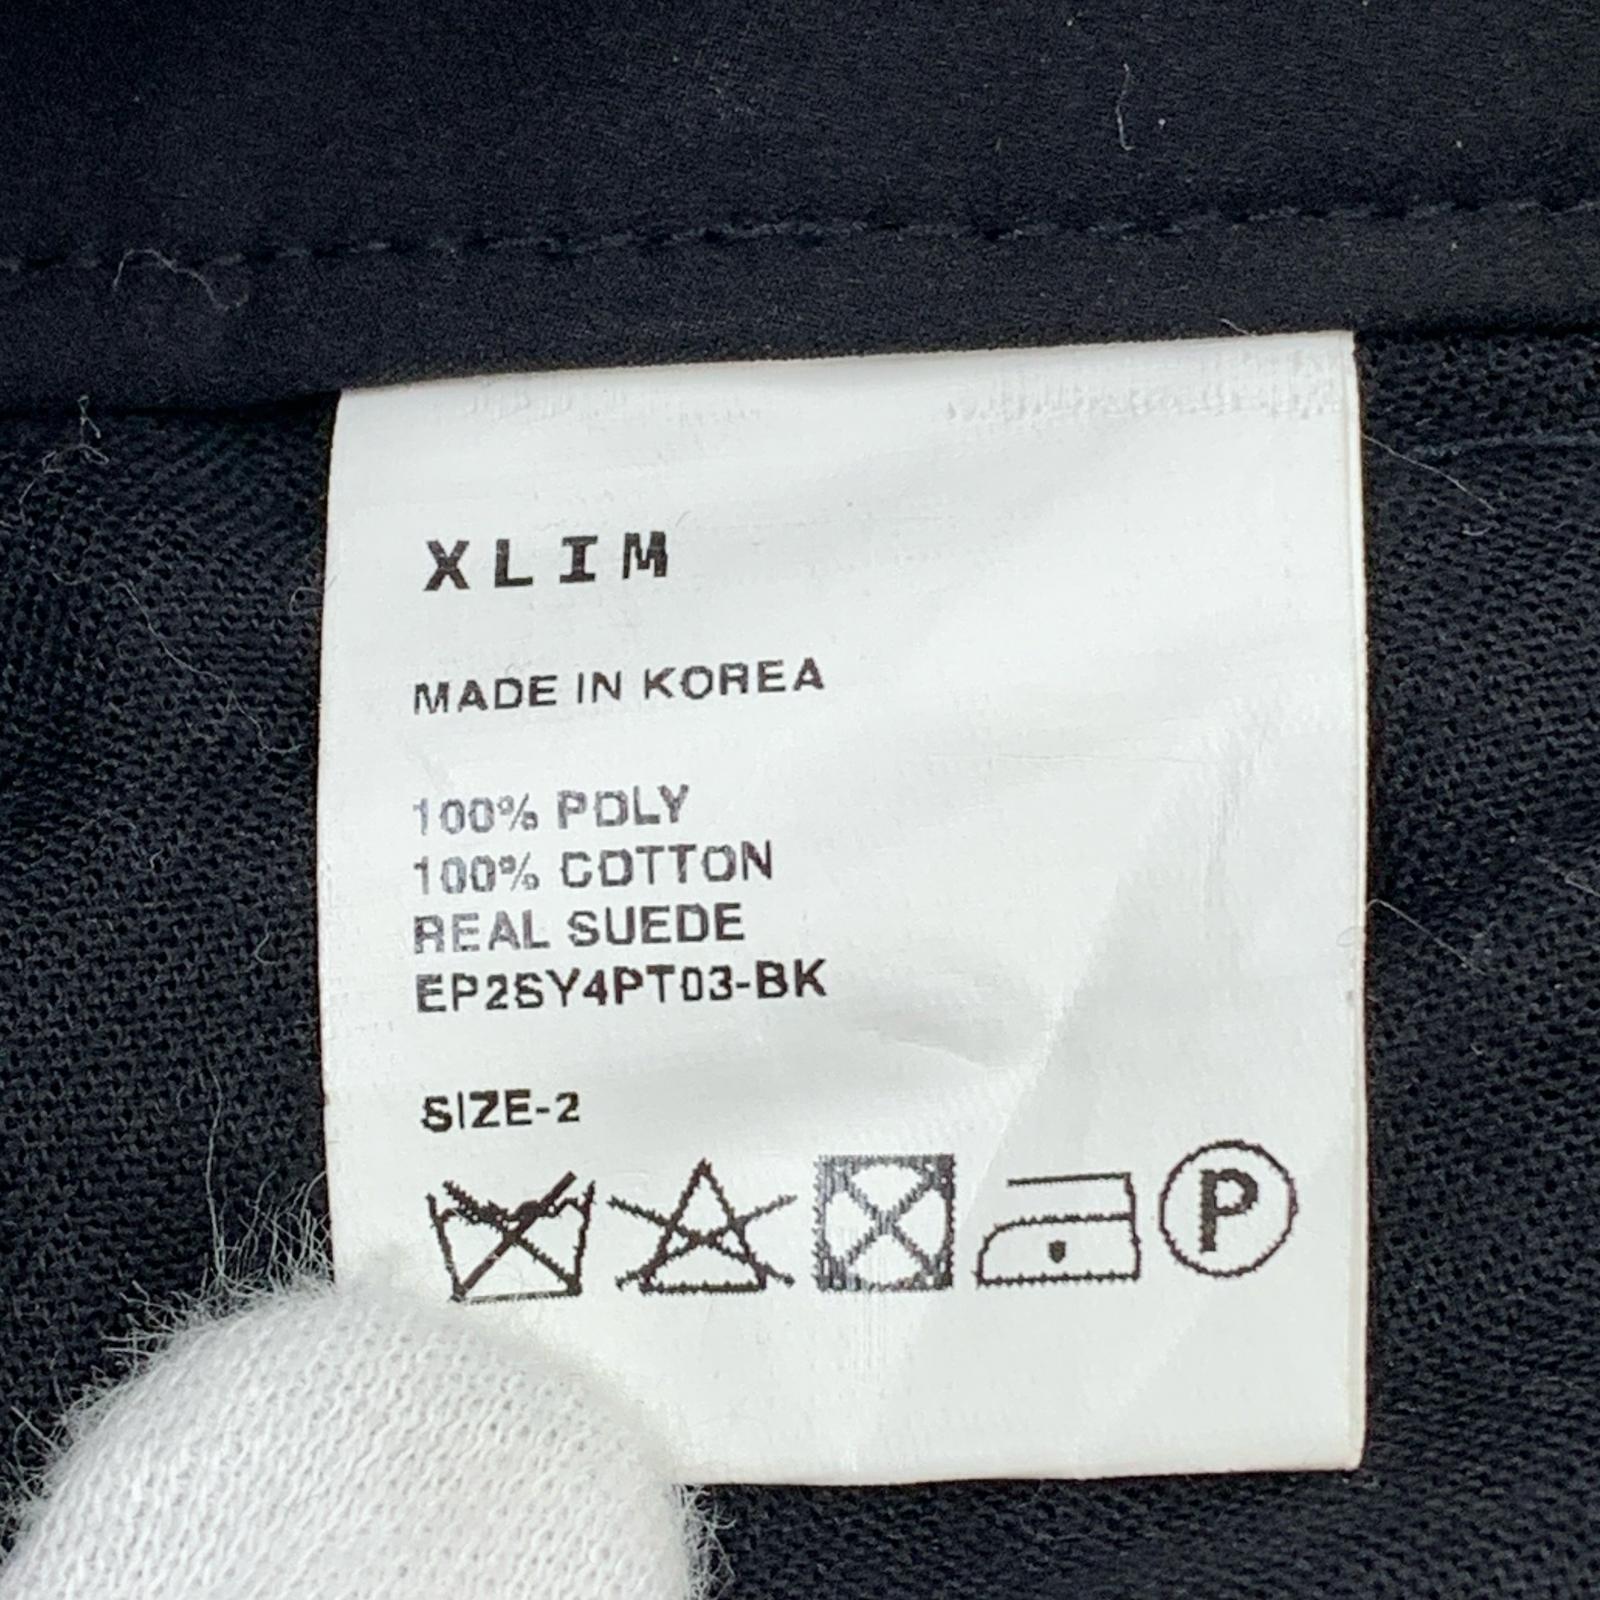 XLIM
MADE IN KOREA
100% POLY
100% COTTON
REAL SUEDE
EP2SY4PT03-BK
SIZE-2
P